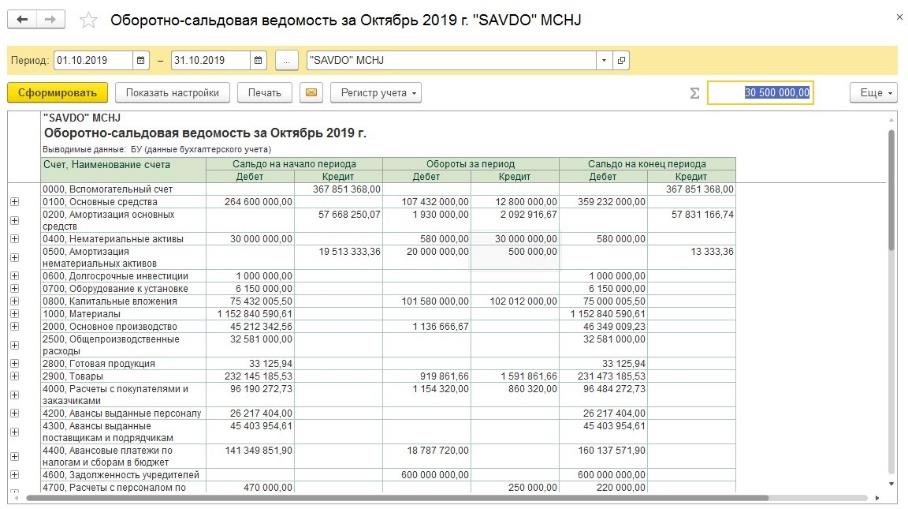 Оборотно-сальдовая ведомость за Октябрь 2019 г. "SAVDO" MCHJ
Период: 01.10.2019 – 31.10.2019 ... "SAVDO" MCHJ
Сформировать Показать настройки Печать Регистр учета Σ 30 500 000,00 Еще
"SAVDO" MCHJ
Оборотно-сальдовая ведомость за Октябрь 2019 г.
Выводимые данные: БУ (данные бухгалтерского учета)
Счет, Наименование счета Сальдо на начало периода Обороты за период Сальдо на конец периода
Дебет Кредит Дебет Кредит Дебет Кредит
0000, Вспомогательный счет 367 851 368,00 367 851 368,00
0100, Основные средства 264 600 000,00 107 432 000,00 12 800 000,00 359 232 000,00
0200, Амортизация основных 57 668 250,07 1 930 000,00 2 092 916,67 57 831 166,74
средств
0400, Нематериальные активы 30 000 000,00 580 000,00 30 000 000,00 580 000,00
0500, Амортизация 19 513 333,36 20 000 000,00 500 000,00 13 333,36
нематериальных активов
0600, Долгосрочные инвестиции 1 000 000,00 1 000 000,00
0700, Оборудование к установке 6 150 000,00 6 150 000,00
0800, Капитальные вложения 75 432 005,50 101 580 000,00 102 012 000,00 75 000 005,50
1000, Материалы 1 152 840 590,61 1 152 840 590,61
2000, Основное производство 45 212 342,56 1 136 666,67 46 349 009,23
2500, Общепроизводственные 32 581 000,00 32 581 000,00
расходы
2800, Готовая продукция 33 125,94 33 125,94
2900, Товары 232 145 185,53 919 861,66 1 591 861,66 231 473 185,53
4000, Расчеты с покупателями и 96 190 272,73 1 154 320,00 860 320,00 96 484 272,73
заказчиками
4200, Авансы выданные персоналу 26 217 404,00 26 217 404,00
4300, Авансы выданные 45 403 954,61 45 403 954,61
поставщикам и подрядчикам
4400, Авансовые платежи по 141 349 851,90 18 787 720,00 160 137 571,90
налогам и сборам в бюджет
4600, Задолженность учредителей 600 000 000,00 600 000 000,00
4700, Расчеты с персоналом по 470 000,00 250 000,00 220 000,00